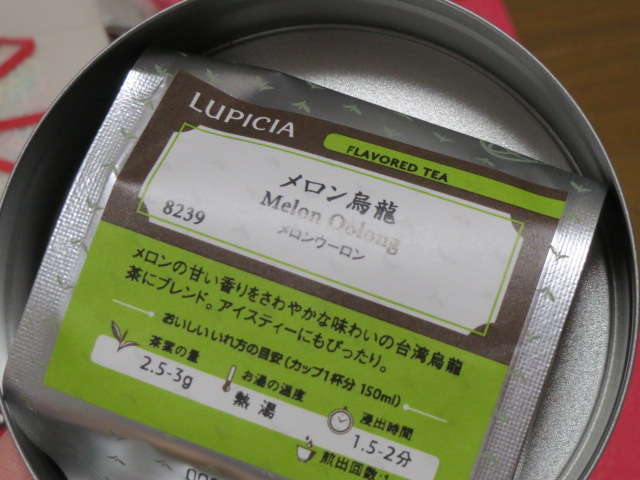 LUPICIA
FLAVORED TEA
メロン烏龍
Melon Oolong
8239
メロンウーロン
メロンの甘い香りをさわやかな味わいの台湾烏龍
茶にブレンド。アイスティーにもぴったり。
おいしいいれ方の目安(カップ1杯分 150ml)
茶葉の量
2.5-3g
お湯の温度
熱湯
浸出時間
1.5-2分
煎出回数: